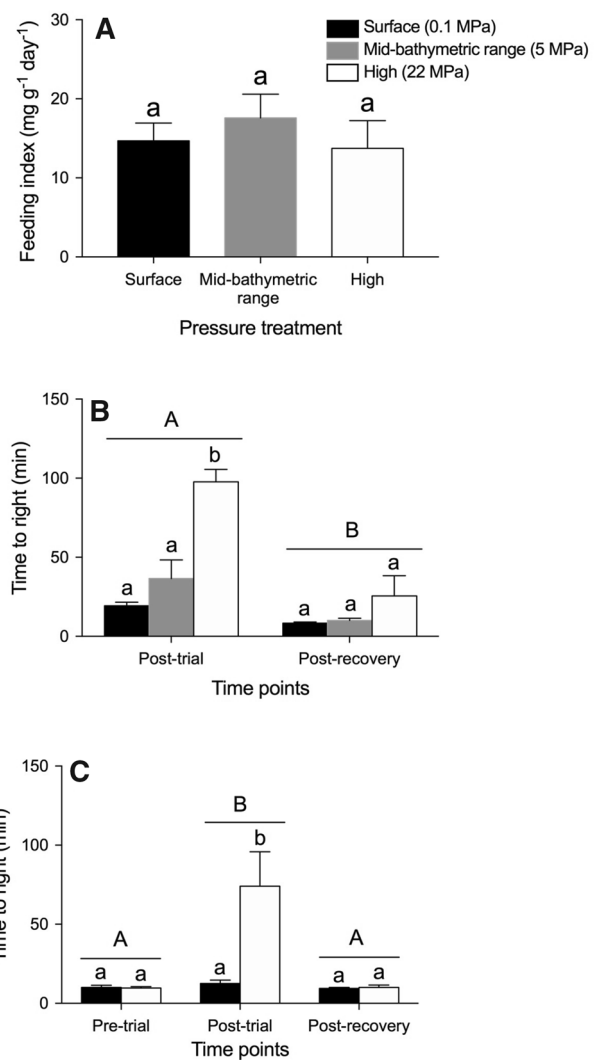 A
Surface (0.1 MPa)
Mid-bathymetric range (5 MPa)
High (22 MPa)
Feeding index (mg g⁻¹ day⁻¹)
30
20
10
0
a
a
a
Surface
Mid-bathymetric
range
High
Pressure treatment
B
Time to right (min)
150
100
50
0
A
a
a
b
B
a
a
a
Post-trial
Post-recovery
Time points
C
Time to right (min)
150
100
50
0
A
a
a
B
a
b
A
a
a
Pre-trial
Post-trial
Post-recovery
Time points